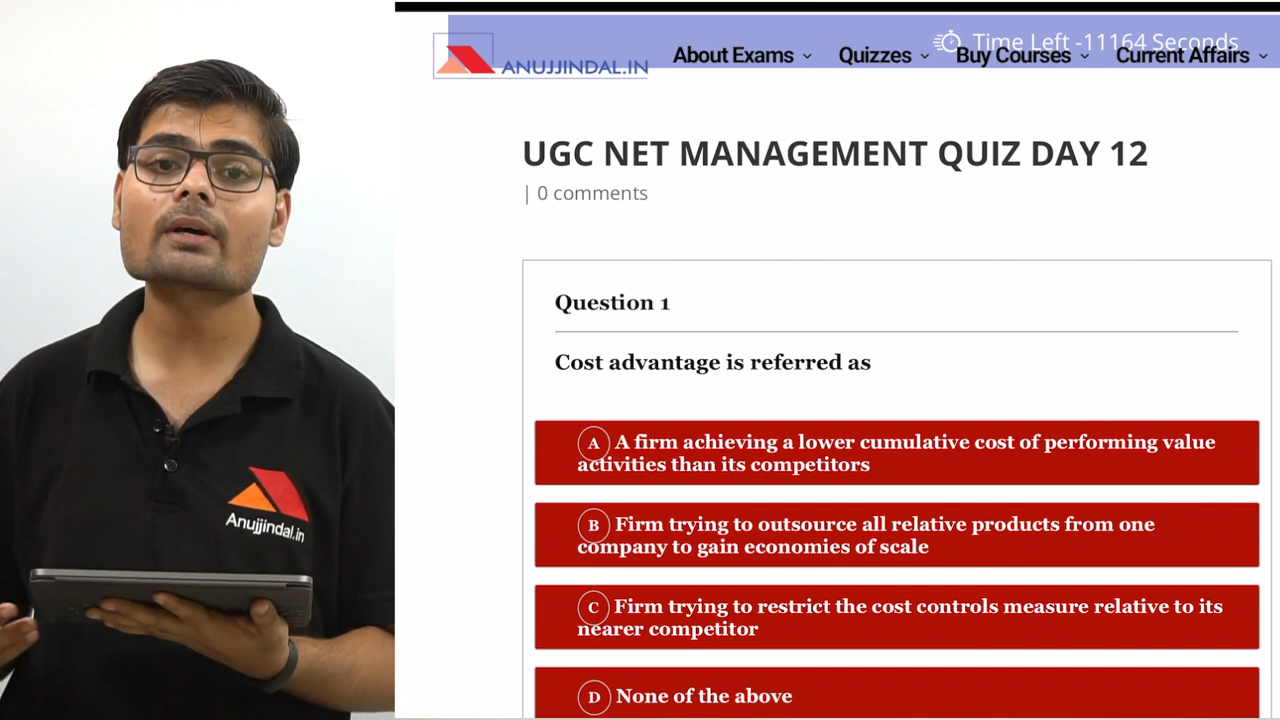 Time Left -11164 Seconds
ANUJJINDAL.IN
About Exams
Quizzes
Buy Courses
Current Affairs
UGC NET MANAGEMENT QUIZ DAY 12
| 0 comments
Question 1
Cost advantage is referred as
A A firm achieving a lower cumulative cost of performing value
activities than its competitors
B Firm trying to outsource all relative products from one
company to gain economies of scale
C Firm trying to restrict the cost controls measure relative to its
nearer competitor
D None of the above
Anujjindal.in